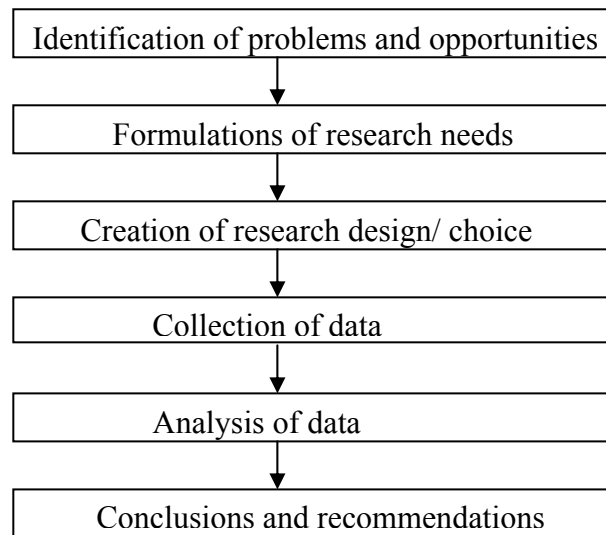 Identification of problems and opportunities
Formulations of research needs
Creation of research design/ choice
Collection of data
Analysis of data
Conclusions and recommendations